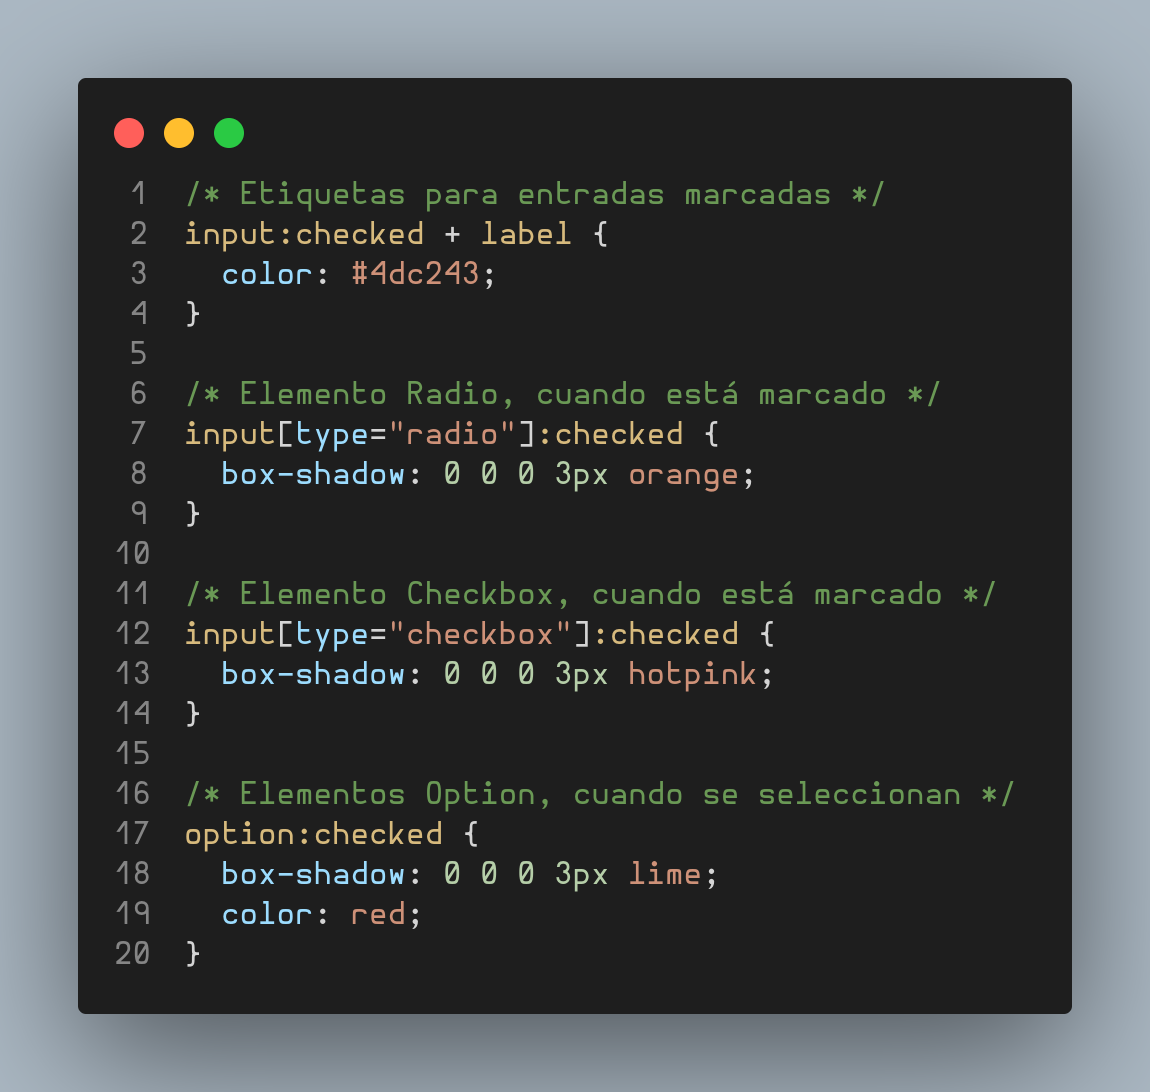 1 /* Etiquetas para entradas marcadas */
2 input:checked + label {
3   color: #4dc243;
4 }
5
6 /* Elemento Radio, cuando está marcado */
7 input[type="radio"]:checked {
8   box-shadow: 0 0 0 3px orange;
9 }
10
11 /* Elemento Checkbox, cuando está marcado */
12 input[type="checkbox"]:checked {
13   box-shadow: 0 0 0 3px hotpink;
14 }
15
16 /* Elementos Option, cuando se seleccionan */
17 option:checked {
18   box-shadow: 0 0 0 3px lime;
19   color: red;
20 }